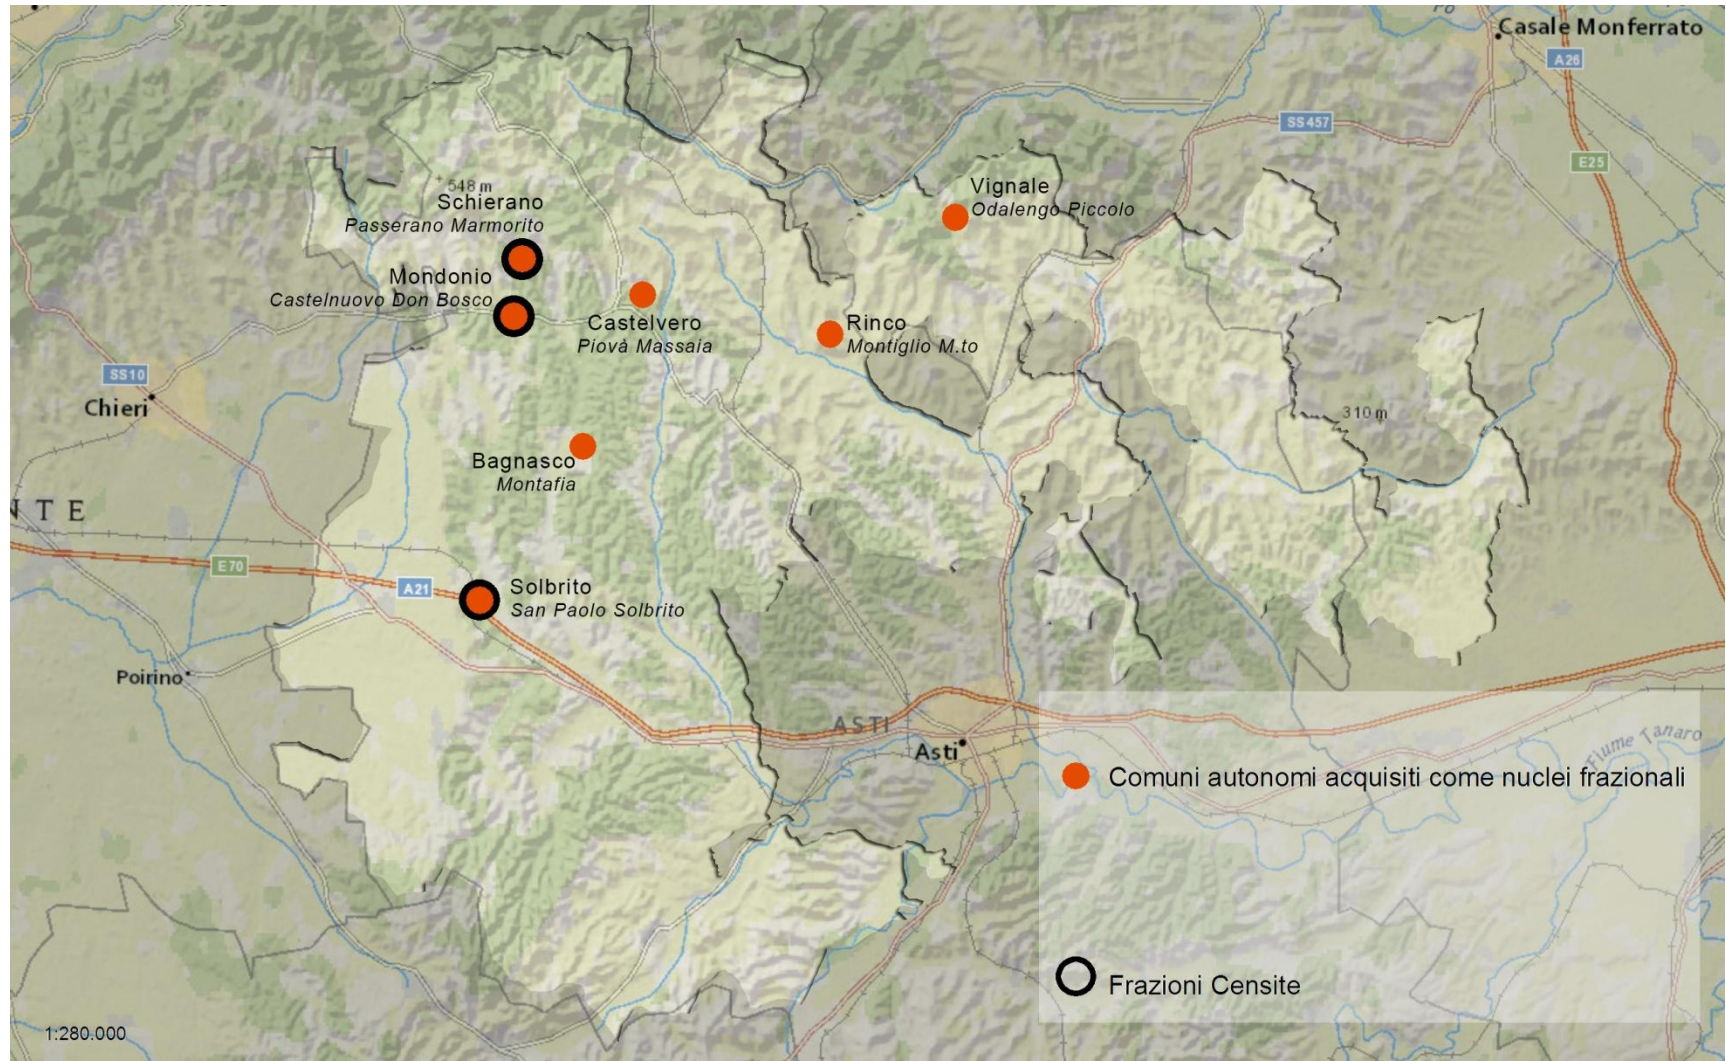 Po
Casale Monferrato
A26
SS457
E25
548 m
Schierano
Passerano Marmorito
Vignale
Odalengo Piccolo
Mondonio
Castelnuovo Don Bosco
Castelvero
Piovà Massaia
Rinco
Montiglio M.to
SS10
Chieri
310 m
Bagnasco
Montafia
NTE
E70
A21
Solbrito
San Paolo Solbrito
Poirino
ASTI
Asti
Fiume Tanaro
Comuni autonomi acquisiti come nuclei frazionali
Frazioni Censite
1:280.000